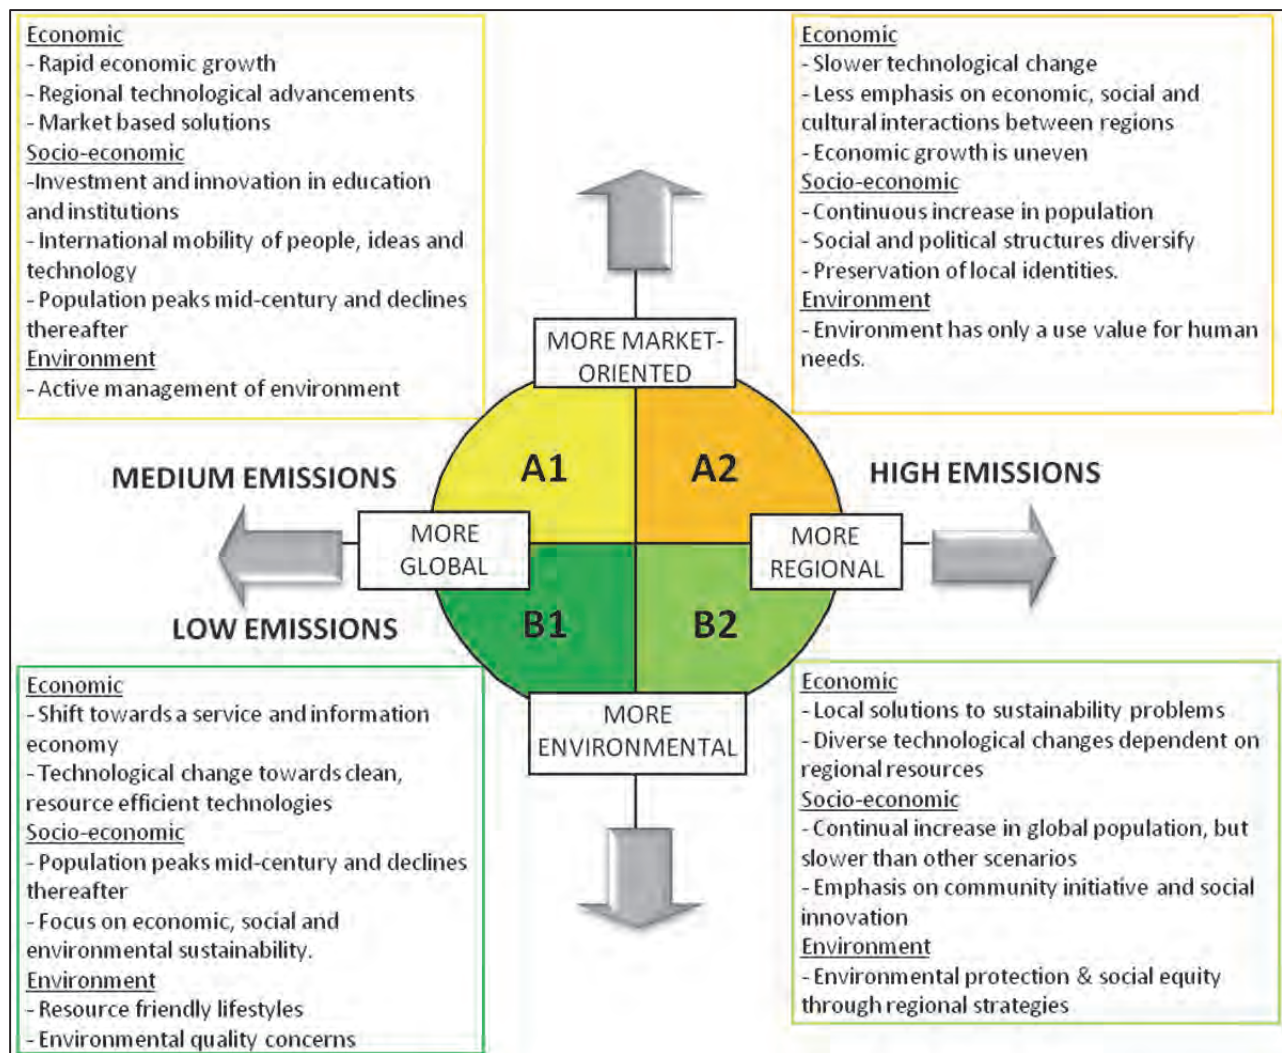 Economic
- Rapid economic growth
- Regional technological advancements
- Market based solutions
Socio-economic
-Investment and innovation in education
and institutions
- International mobility of people, ideas and
technology
- Population peaks mid-century and declines
thereafter
Environment
- Active management of environment
Economic
- Slower technological change
- Less emphasis on economic, social and
cultural interactions between regions
- Economic growth is uneven
Socio-economic
- Continuous increase in population
- Social and political structures diversify
- Preservation of local identities.
Environment
- Environment has only a use value for human
needs.
MORE MARKET-
ORIENTED
A1
A2
MEDIUM EMISSIONS
HIGH EMISSIONS
MORE
GLOBAL
MORE
REGIONAL
LOW EMISSIONS
B1
B2
MORE
ENVIRONMENTAL
Economic
- Shift towards a service and information
economy
- Technological change towards clean,
resource efficient technologies
Socio-economic
- Population peaks mid-century and declines
thereafter
- Focus on economic, social and
environmental sustainability.
Environment
- Resource friendly lifestyles
- Environmental quality concerns
Economic
- Local solutions to sustainability problems
- Diverse technological changes dependent on
regional resources
Socio-economic
- Continual increase in global population, but
slower than other scenarios
- Emphasis on community initiative and social
innovation
Environment
- Environmental protection & social equity
through regional strategies